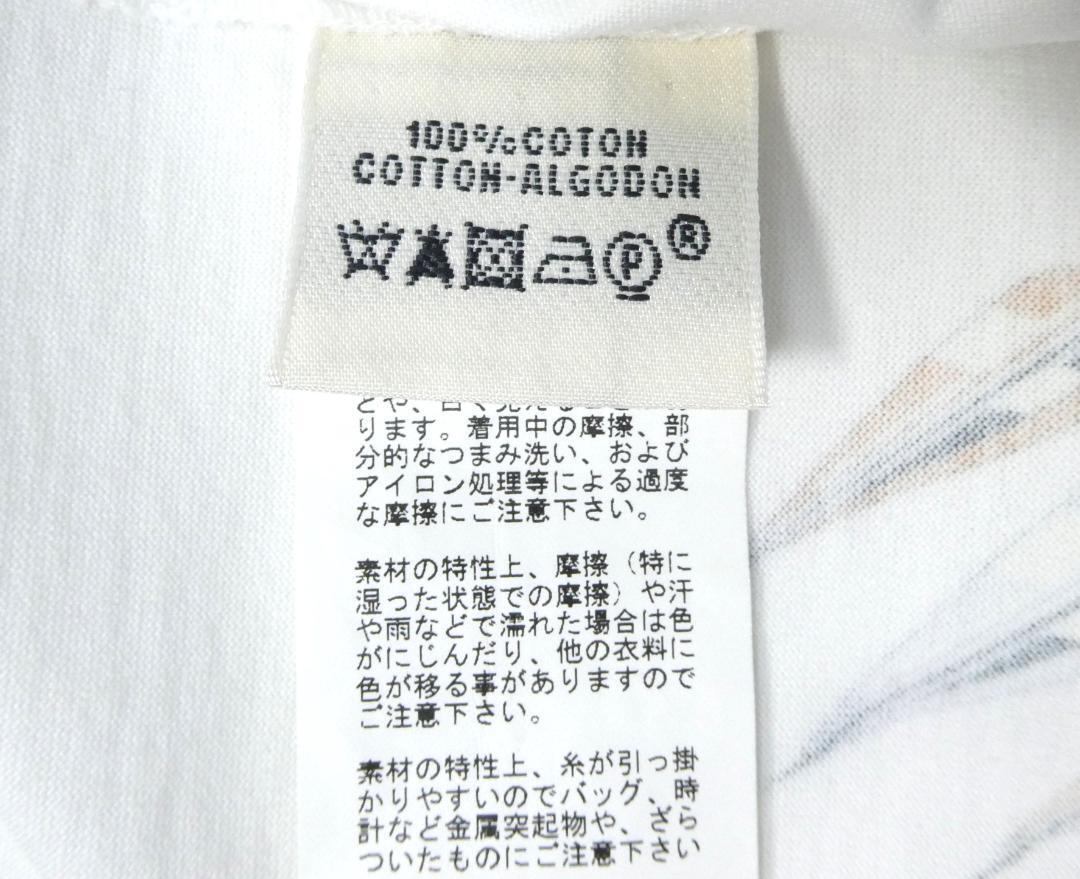 100%COTON
COTTON-ALGODON
P
®
ります。着用中の摩擦、部
分的なつまみ洗い、および
アイロン処理等による過度
な摩擦にご注意下さい。
素材の特性上、摩擦（特に
湿った状態での摩擦）や汗
や雨などで濡れた場合は色
がにじんだり、他の衣料に
色が移る事がありますので
ご注意下さい。
素材の特性上、糸が引っ掛
かりやすいのでバッグ、時
計など金属突起物や、ざら
ついたものにご注意下さい